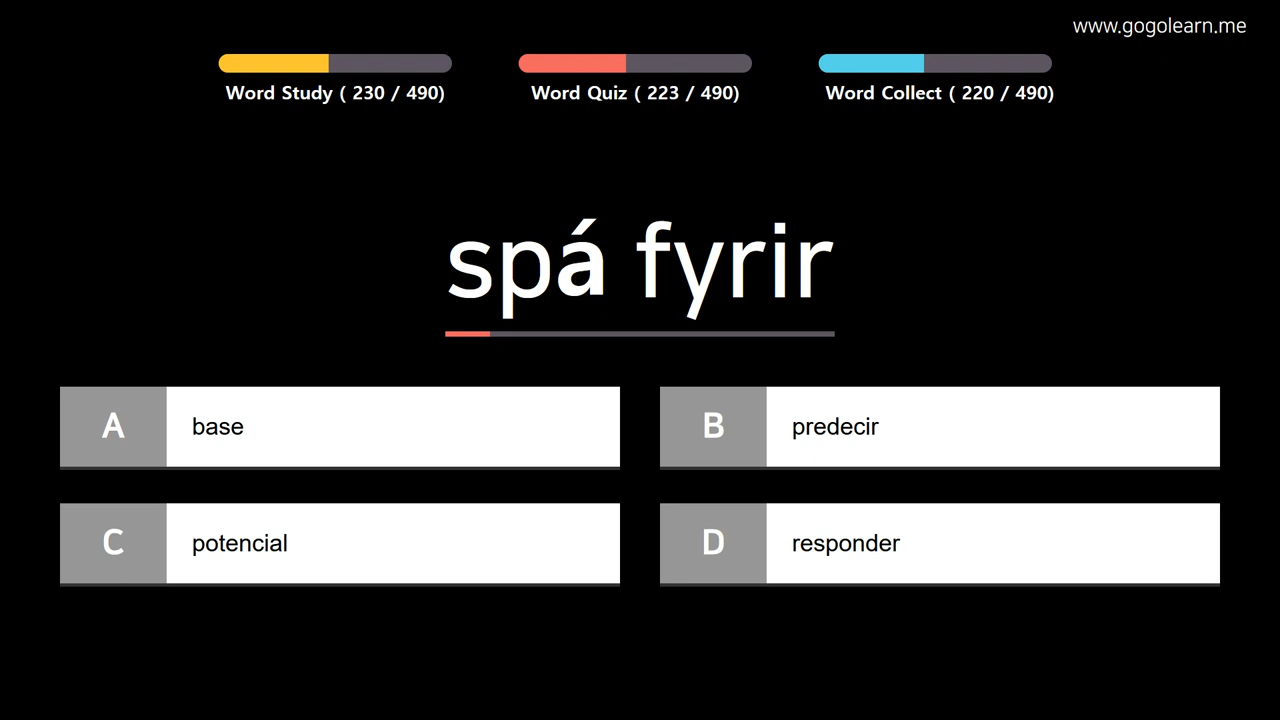 www.gogolearn.me
Word Study ( 230 / 490)
Word Quiz ( 223 / 490)
Word Collect ( 220 / 490)
spá fyrir
A base
B predecir
C potencial
D responder